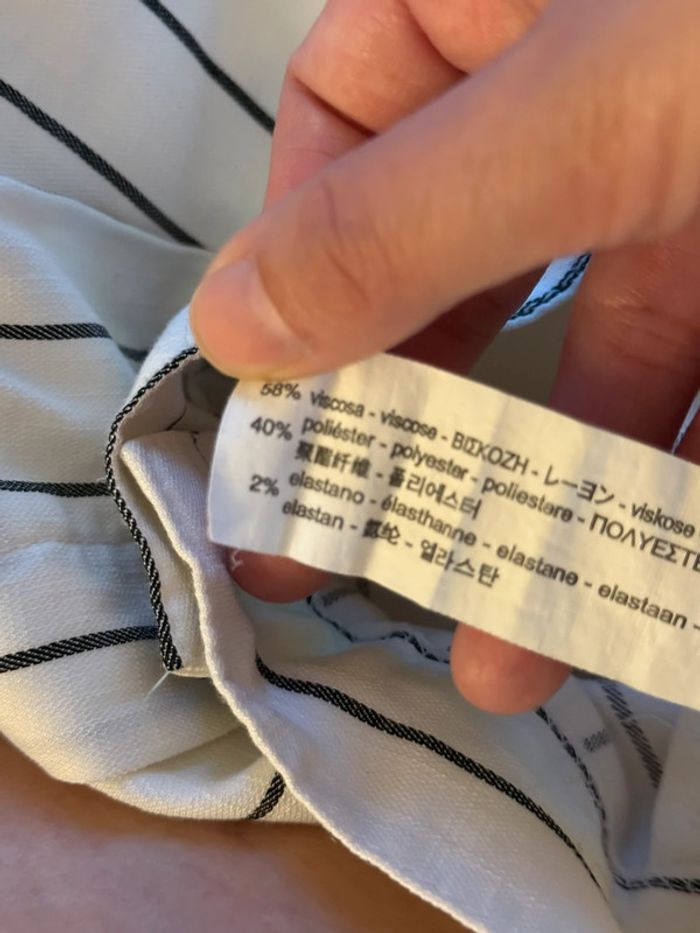 58% viscosa - viscose - ΒΙΣΚΟΖΗ - レーヨン - viskose
40% poliéster - polyester - poliestere - ΠΟΛΥΕΣΤΕ
聚酯纤维 - 폴리에스터
2% elastano - élasthanne - elastane - elastaan -
elastan - 氨纶 - 엘라스탄